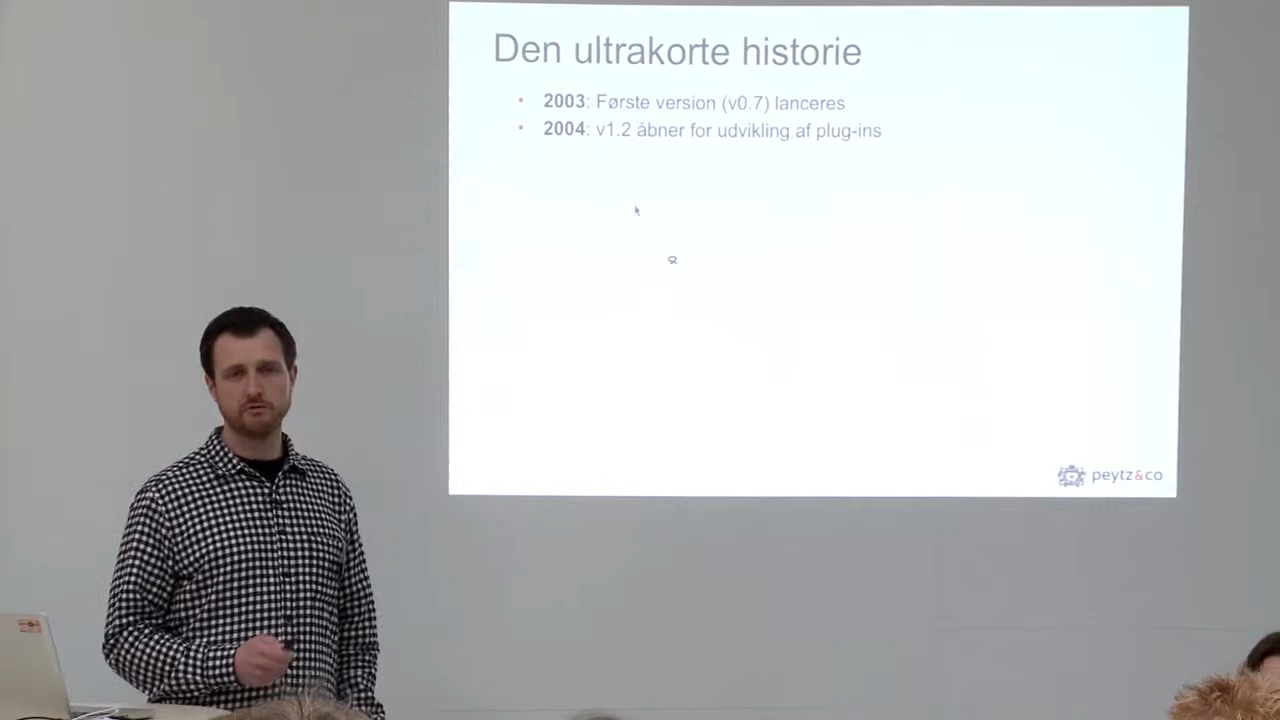 Den ultrakorte historie
• 2003: Første version (v0.7) lanceres
• 2004: v1.2 åbner for udvikling af plug-ins
peytz&co